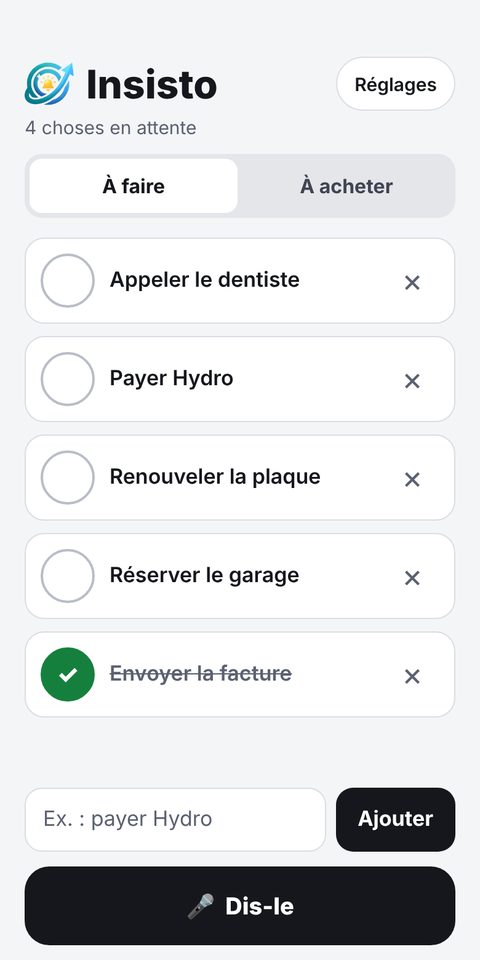 Insisto
Réglages
4 choses en attente
À faire
À acheter
Appeler le dentiste
Payer Hydro
Renouveler la plaque
Réserver le garage
Envoyer la facture
Ex. : payer Hydro
Ajouter
Dis-le